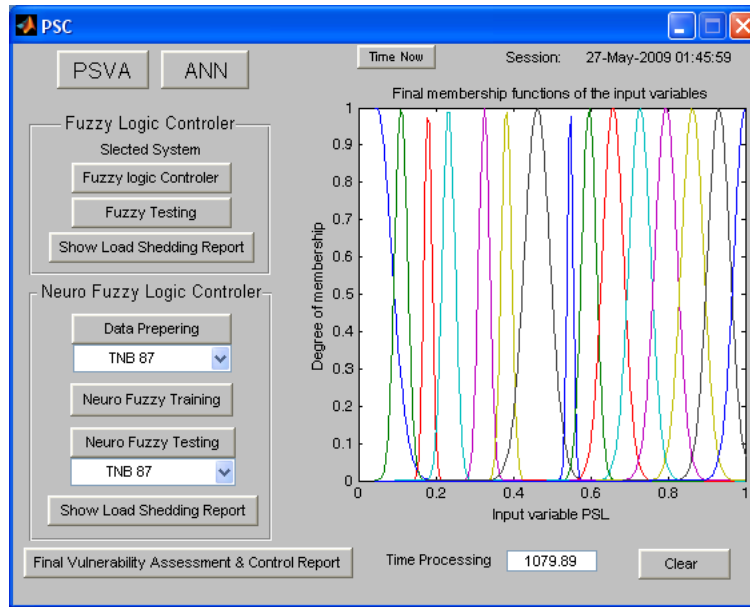 PSC
PSVA ANN
Time Now Session: 27-May-2009 01:45:59
Fuzzy Logic Controler
Slected System
Fuzzy logic Controler
Fuzzy Testing
Show Load Shedding Report
Neuro Fuzzy Logic Controler
Data Prepering
TNB 87
Neuro Fuzzy Training
Neuro Fuzzy Testing
TNB 87
Show Load Shedding Report
Final Vulnerability Assessment & Control Report
Final membership functions of the input variables
Degree of membership
1
0.9
0.8
0.7
0.6
0.5
0.4
0.3
0.2
0.1
0
0 0.2 0.4 0.6 0.8 1
Input variable PSL
Time Processing 1079.89 Clear